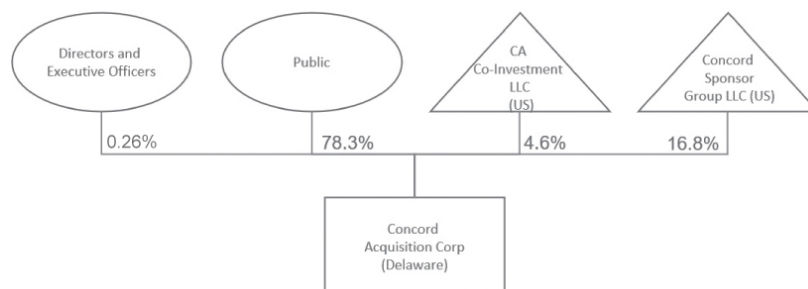 Directors and
Executive Officers
Public
CA
Co-Investment
LLC
(US)
Concord
Sponsor
Group LLC (US)
0.26%
78.3%
4.6%
16.8%
Concord
Acquisition Corp
(Delaware)